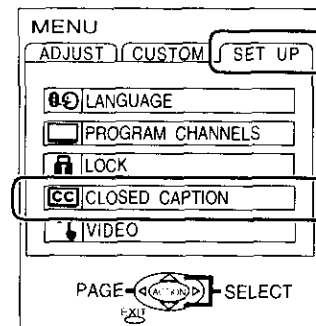 MENU
ADJUST CUSTOM SET UP
LANGUAGE
PROGRAM CHANNELS
LOCK
CC CLOSED CAPTION
VIDEO
PAGE ACTION SELECT
EXIT